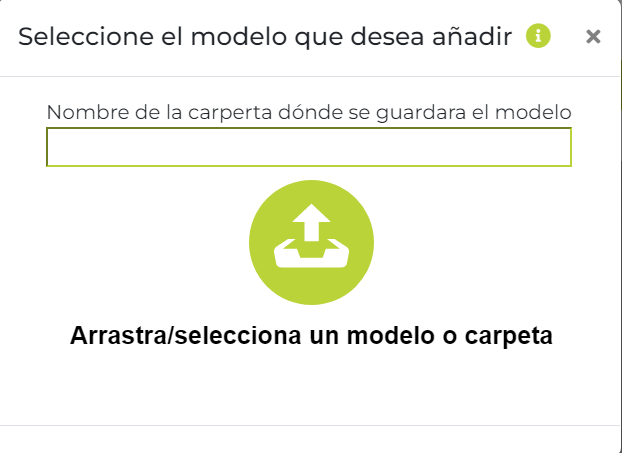 Seleccione el modelo que desea añadir
Nombre de la carperta dónde se guardara el modelo
Arrastra/selecciona un modelo o carpeta